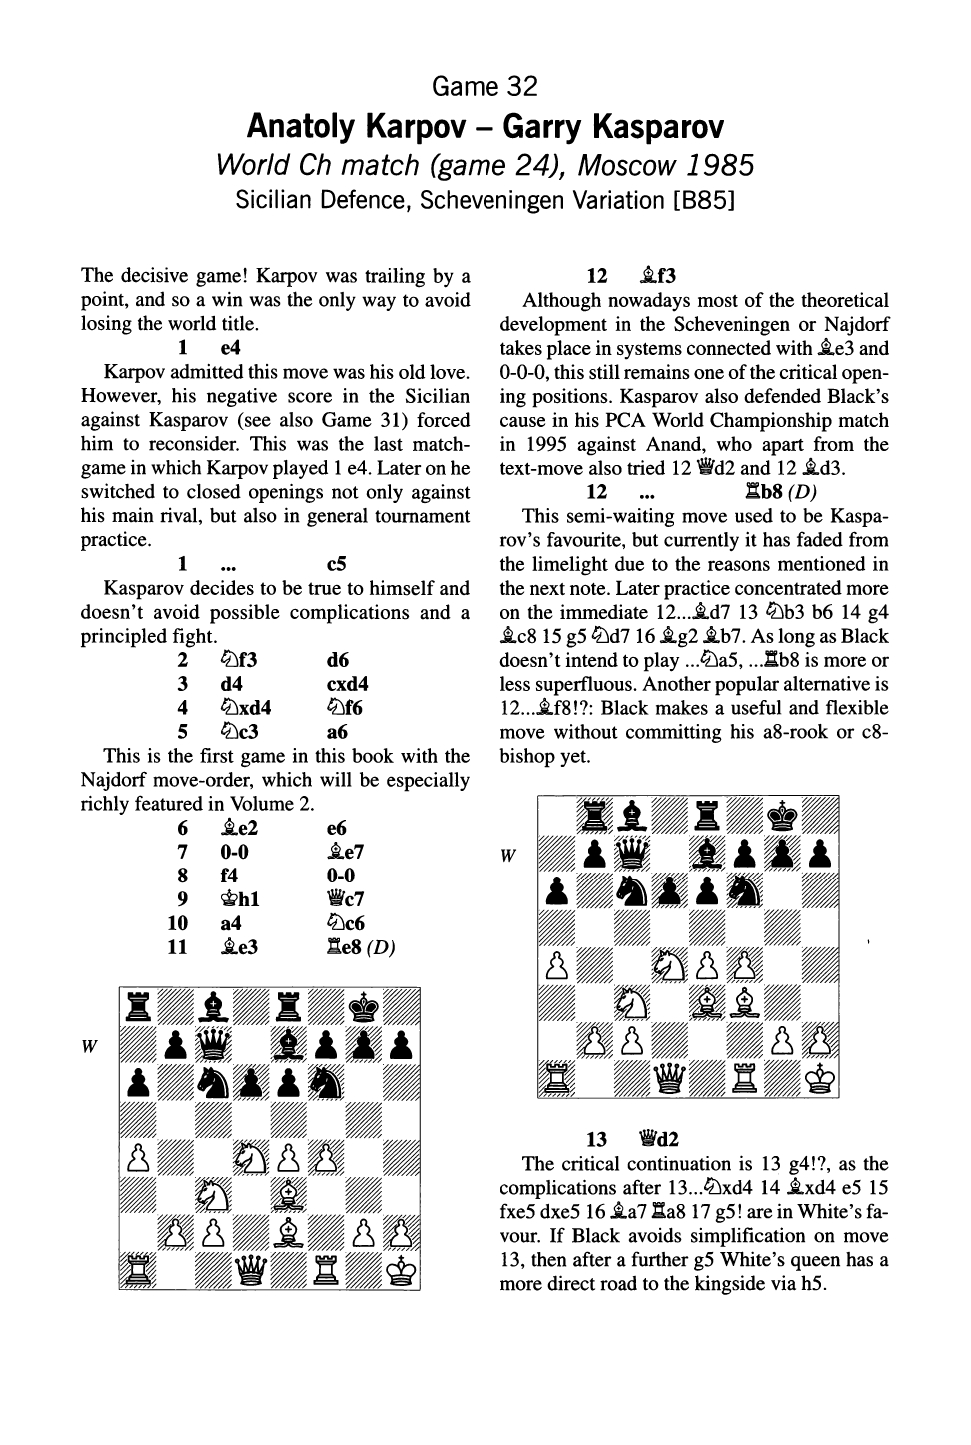 Game 32
Anatoly Karpov – Garry Kasparov
World Ch match (game 24), Moscow 1985
Sicilian Defence, Scheveningen Variation [B85]
The decisive game! Karpov was trailing by a
point, and so a win was the only way to avoid
losing the world title.
1 e4
Karpov admitted this move was his old love.
However, his negative score in the Sicilian
against Kasparov (see also Game 31) forced
him to reconsider. This was the last match-
game in which Karpov played 1 e4. Later on he
switched to closed openings not only against
his main rival, but also in general tournament
practice.
1 ... c5
Kasparov decides to be true to himself and
doesn't avoid possible complications and a
principled fight.
2 ♘f3 d6
3 d4 cxd4
4 ♘xd4 ♘f6
5 ♘c3 a6
This is the first game in this book with the
Najdorf move-order, which will be especially
richly featured in Volume 2.
6 ♗e2 e6
7 0-0 ♗e7
8 f4 0-0
9 ♔h1 ♕c7
10 a4 ♘c6
11 ♗e3 ♖e8 (D)
W
12 ♗f3
Although nowadays most of the theoretical
development in the Scheveningen or Najdorf
takes place in systems connected with ♗e3 and
0-0-0, this still remains one of the critical open-
ing positions. Kasparov also defended Black's
cause in his PCA World Championship match
in 1995 against Anand, who apart from the
text-move also tried 12 ♕d2 and 12 ♗d3.
12 ... ♖b8 (D)
This semi-waiting move used to be Kaspa-
rov's favourite, but currently it has faded from
the limelight due to the reasons mentioned in
the next note. Later practice concentrated more
on the immediate 12...♗d7 13 ♘b3 b6 14 g4
♗c8 15 g5 ♘d7 16 ♗g2 ♗b7. As long as Black
doesn't intend to play ...♘a5, ...♖b8 is more or
less superfluous. Another popular alternative is
12...♗f8!?: Black makes a useful and flexible
move without committing his a8-rook or c8-
bishop yet.
W
13 ♕d2
The critical continuation is 13 g4!?, as the
complications after 13...♘xd4 14 ♗xd4 e5 15
fxe5 dxe5 16 ♗a7 ♖a8 17 g5! are in White's fa-
vour. If Black avoids simplification on move
13, then after a further g5 White's queen has a
more direct road to the kingside via h5.